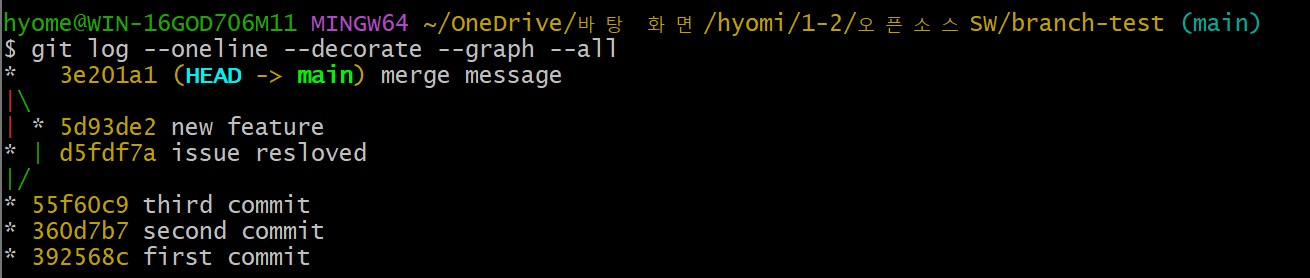 hyome@WIN-16GOD706M11 MINGW64 ~/OneDrive/바탕 화면/hyomi/1-2/오픈소스SW/branch-test (main)
$ git log --oneline --decorate --graph --all
*   3e201a1 (HEAD -> main) merge message
|\
| * 5d93de2 new feature
* | d5fdf7a issue resloved
|/
* 55f60c9 third commit
* 360d7b7 second commit
* 392568c first commit